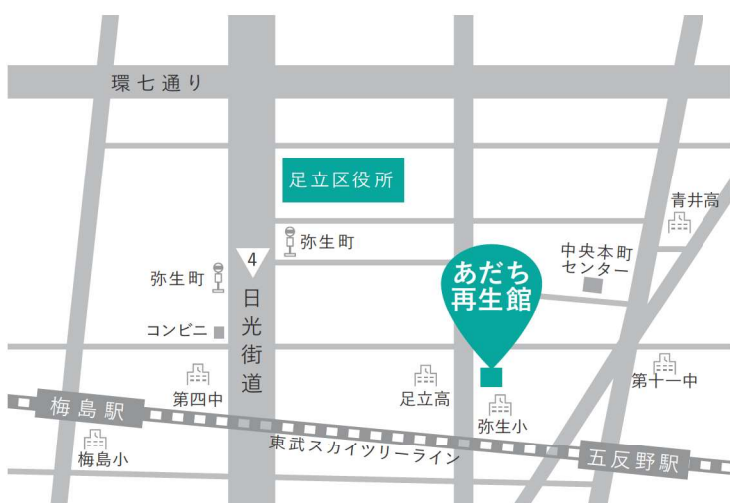 環七通り
足立区役所
青井高
弥生町
中央本町
センター
弥生町
4
あだち
再生館
日光街道
コンビニ
第四中
足立高
第十一中
梅島駅
弥生小
東武スカイツリーライン
梅島小
五反野駅